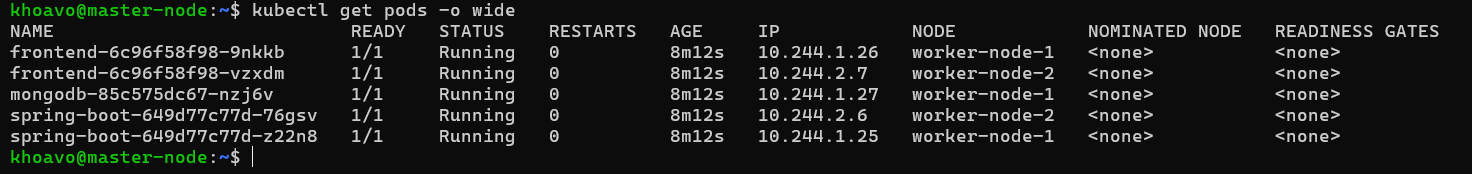 khoavo@master-node:~$ kubectl get pods -o wide
NAME READY STATUS RESTARTS AGE IP NODE NOMINATED NODE READINESS GATES
frontend-6c96f58f98-9nkkb 1/1 Running 0 8m12s 10.244.1.26 worker-node-1 <none> <none>
frontend-6c96f58f98-vzxdm 1/1 Running 0 8m12s 10.244.2.7 worker-node-2 <none> <none>
mongodb-85c575dc67-nzj6v 1/1 Running 0 8m12s 10.244.1.27 worker-node-1 <none> <none>
spring-boot-649d77c77d-76gsv 1/1 Running 0 8m12s 10.244.2.6 worker-node-2 <none> <none>
spring-boot-649d77c77d-z22n8 1/1 Running 0 8m12s 10.244.1.25 worker-node-1 <none> <none>
khoavo@master-node:~$